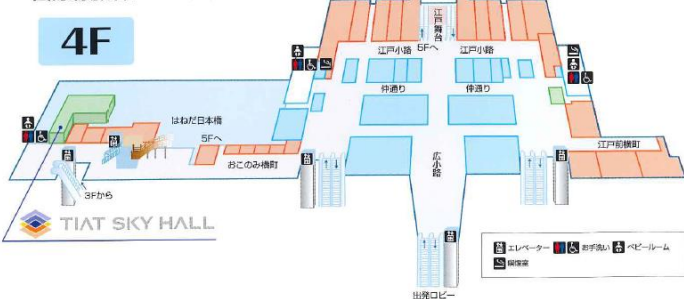 4F
江戸舞台
5Fへ
江戸小路
江戸小路
仲通り
仲通り
はねだ日本橋
5Fへ
おこのみ横町
江戸前横町
広小路
3Fから
TIAT SKY HALL
エレベーター お手洗い ベビールーム
喫煙室
出発ロビー